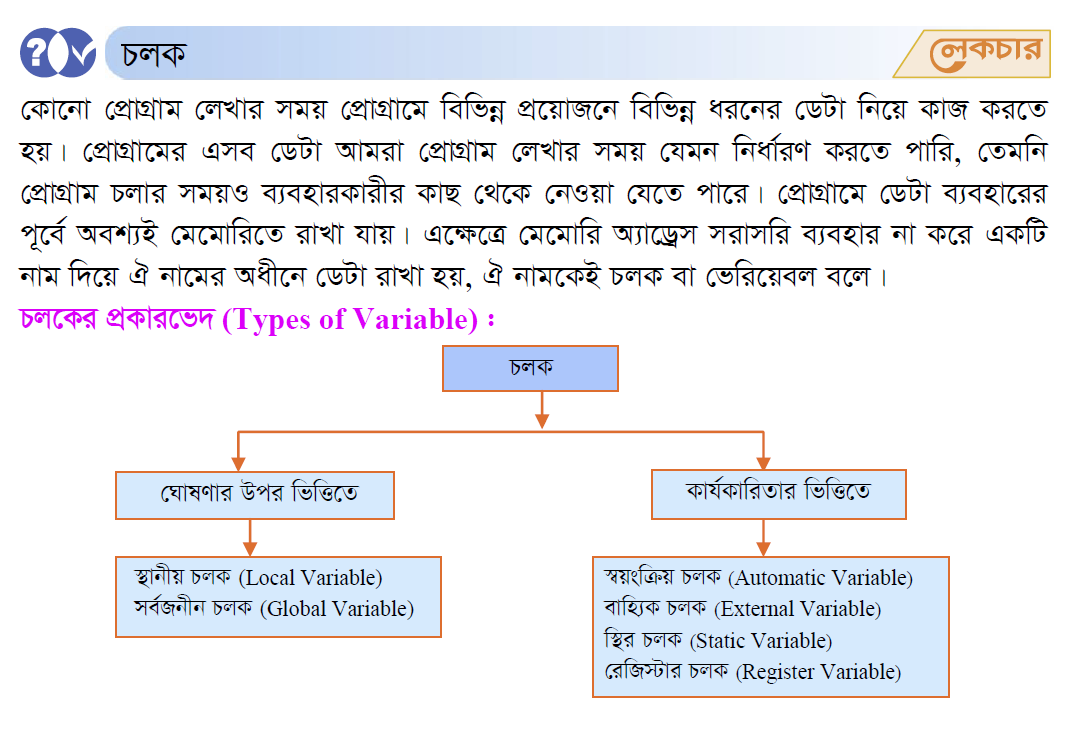 চলক
লেকচার
কোনো প্রোগ্রাম লেখার সময় প্রোগ্রামে বিভিন্ন প্রয়োজনে বিভিন্ন ধরনের ডেটা নিয়ে কাজ করতে
হয়। প্রোগ্রামের এসব ডেটা আমরা প্রোগ্রাম লেখার সময় যেমন নির্ধারণ করতে পারি, তেমনি
প্রোগ্রাম চলার সময়ও ব্যবহারকারীর কাছ থেকে নেওয়া যেতে পারে। প্রোগ্রামে ডেটা ব্যবহারের
পূর্বে অবশ্যই মেমোরিতে রাখা যায়। এক্ষেত্রে মেমোরি অ্যাড্রেস সরাসরি ব্যবহার না করে একটি
নাম দিয়ে ঐ নামের অধীনে ডেটা রাখা হয়, ঐ নামকেই চলক বা ভেরিয়েবল বলে।
চলকের প্রকারভেদ (Types of Variable) :
চলক
ঘোষণার উপর ভিত্তিতে
কার্যকারিতার ভিত্তিতে
স্থানীয় চলক (Local Variable)
সর্বজনীন চলক (Global Variable)
স্বয়ংক্রিয় চলক (Automatic Variable)
বাহ্যিক চলক (External Variable)
স্থির চলক (Static Variable)
রেজিস্টার চলক (Register Variable)